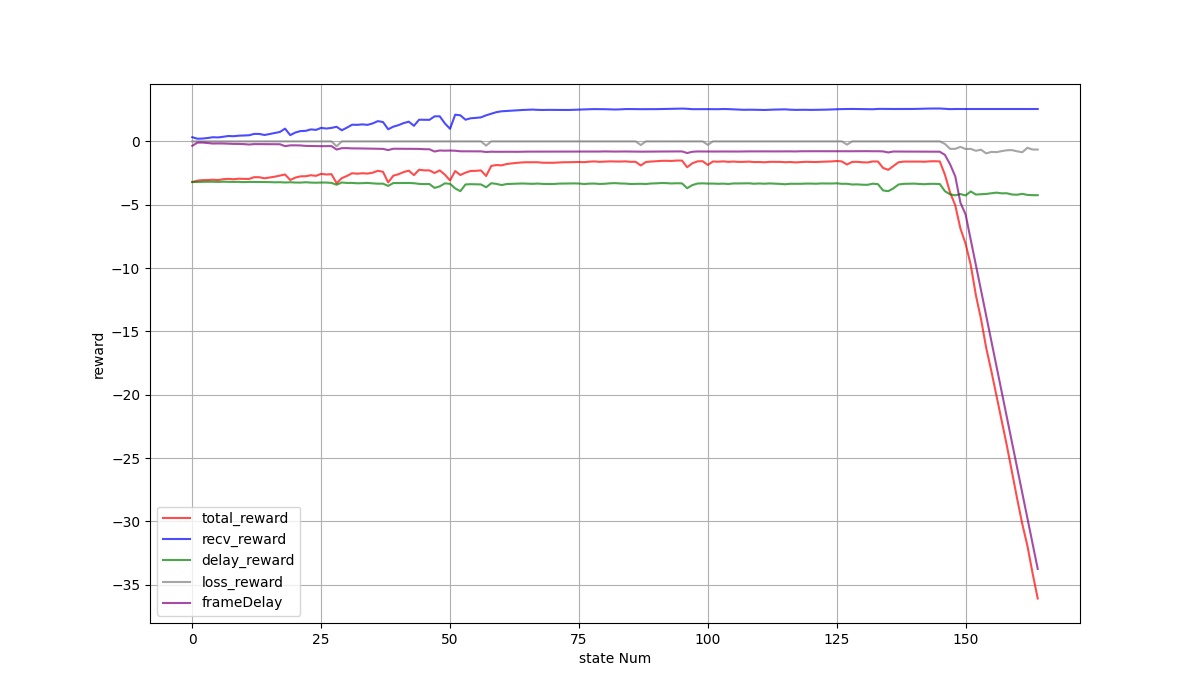 0
−5
−10
−15
−20
−25
−30
−35
reward
0
25
50
75
100
125
150
state Num
total_reward
recv_reward
delay_reward
loss_reward
frameDelay